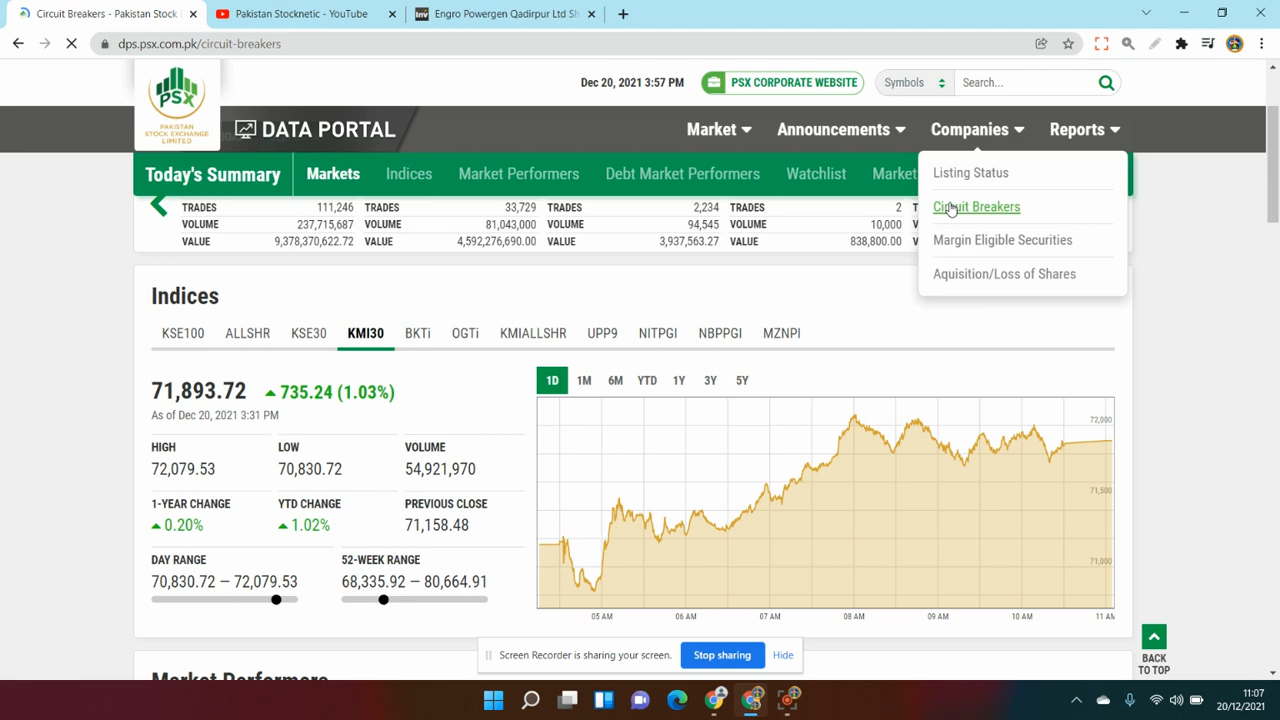 Circuit Breakers - Pakistan Stock E
Pakistan Stocknetic - YouTube
Engro Powergen Qadirpur Ltd Sh
dps.psx.com.pk/circuit-breakers
PSX
PAKISTAN
STOCK EXCHANGE
LIMITED
Dec 20, 2021 3:57 PM
PSX CORPORATE WEBSITE
Symbols
Search...
DATA PORTAL
Market
Announcements
Companies
Reports
Today's Summary
Markets
Indices
Market Performers
Debt Market Performers
Watchlist
Market
Listing Status
Circuit Breakers
Margin Eligible Securities
Aquisition/Loss of Shares
TRADES 111,246 TRADES 33,729 TRADES 2,234 TRADES 2
VOLUME 237,715,687 VOLUME 81,043,000 VOLUME 94,545 VOLUME 10,000
VALUE 9,378,370,622.72 VALUE 4,592,276,690.00 VALUE 3,937,563.27 VALUE 838,800.00
Indices
KSE100 ALLSHR KSE30 KMI30 BKTi OGTi KMIALLSHR UPP9 NITPGI NBPPGI MZNPI
71,893.72 735.24 (1.03%)
As of Dec 20, 2021 3:31 PM
HIGH LOW VOLUME
72,079.53 70,830.72 54,921,970
1-YEAR CHANGE YTD CHANGE PREVIOUS CLOSE
0.20% 1.02% 71,158.48
DAY RANGE 52-WEEK RANGE
70,830.72 — 72,079.53 68,335.92 — 80,664.91
1D 1M 6M YTD 1Y 3Y 5Y
72,000
71,500
71,000
05 AM 06 AM 07 AM 08 AM 09 AM 10 AM 11 AM
BACK
TO TOP
Screen Recorder is sharing your screen.
Stop sharing
Hide
Market Performers
11:07
20/12/2021